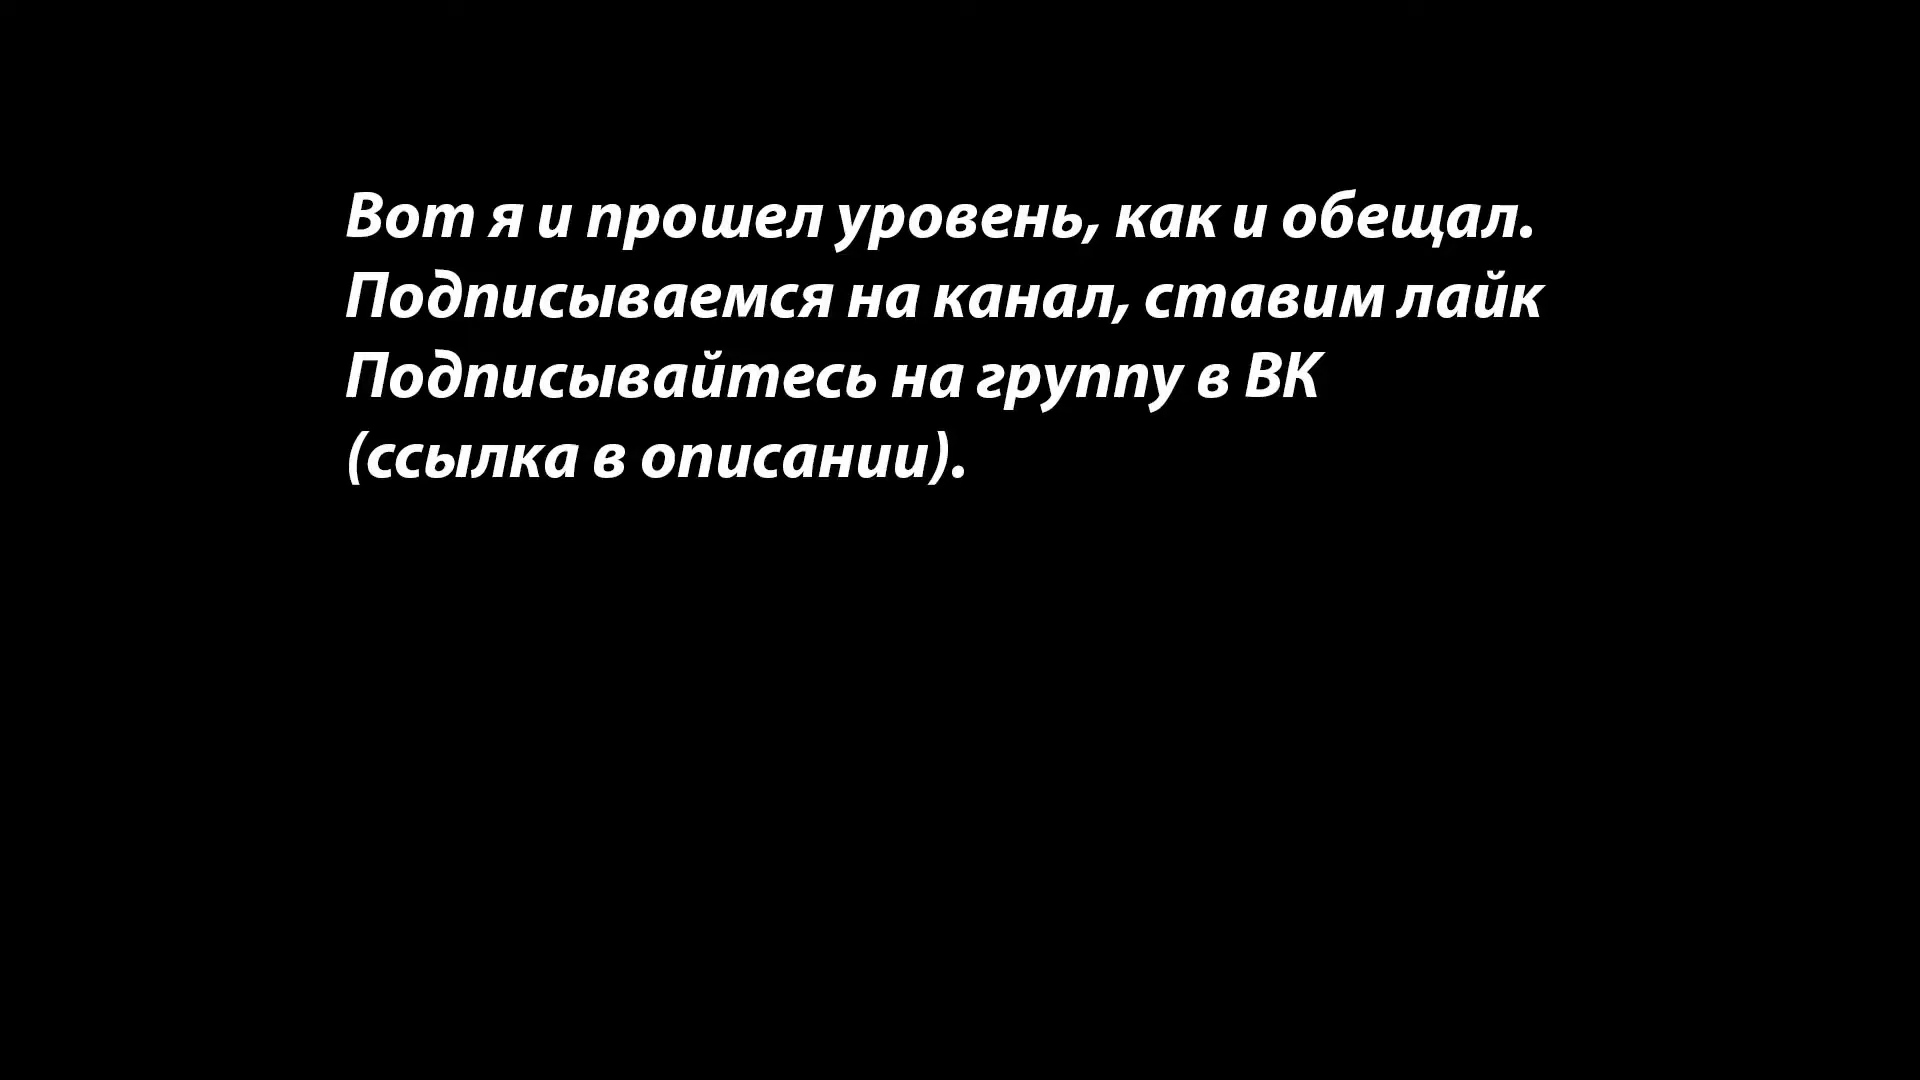 Вот я и прошел уровень, как и обещал.
Подписываемся на канал, ставим лайк
Подписывайтесь на группу в ВК
(ссылка в описании).